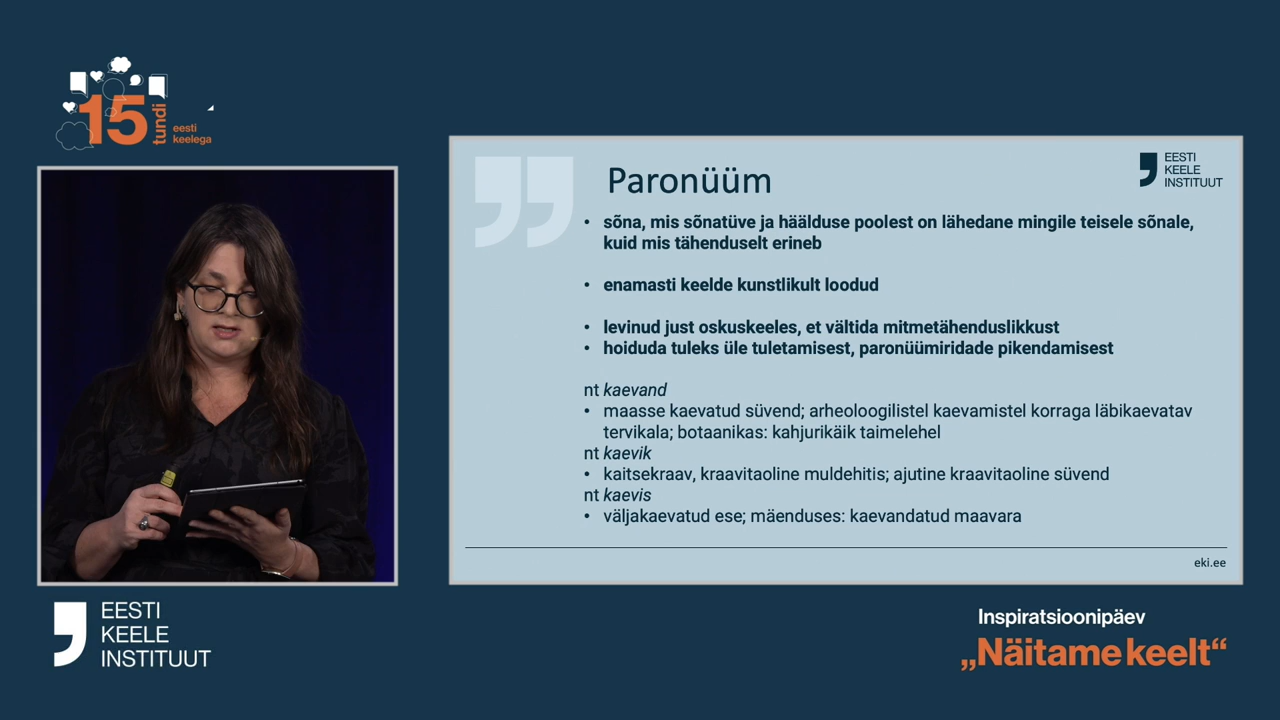 15
tundi
eesti
keelega
Paronüüm
EESTI
KEELE
INSTITUUT
• sõna, mis sõnatüve ja häälduse poolest on lähedane mingile teisele sõnale,
kuid mis tähenduselt erineb
• enamasti keelde kunstlikult loodud
• levinud just oskuskeeles, et vältida mitmetähenduslikkust
• hoiduda tuleks üle tuletamisest, paronüümiridade pikendamisest
nt kaevand
• maasse kaevatud süvend; arheoloogilistel kaevamistel korraga läbikaevatav
tervikala; botaanikas: kahjurikäik taimelehel
nt kaevik
• kaitsekraav, kraavitaoline muldehitis; ajutine kraavitaoline süvend
nt kaevis
• väljakaevatud ese; mäenduses: kaevandatud maavara
eki.ee
EESTI
KEELE
INSTITUUT
Inspiratsioonipäev
„Näitame keelt“